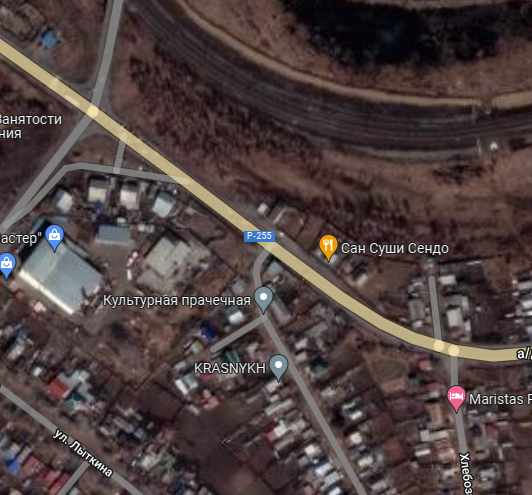 Занятости
ния
Р-255
астер"
Сан Суши Сендо
Культурная прачечная
KRASNYKH
а//
Maristas
ул. Лыткина
Хлебоз